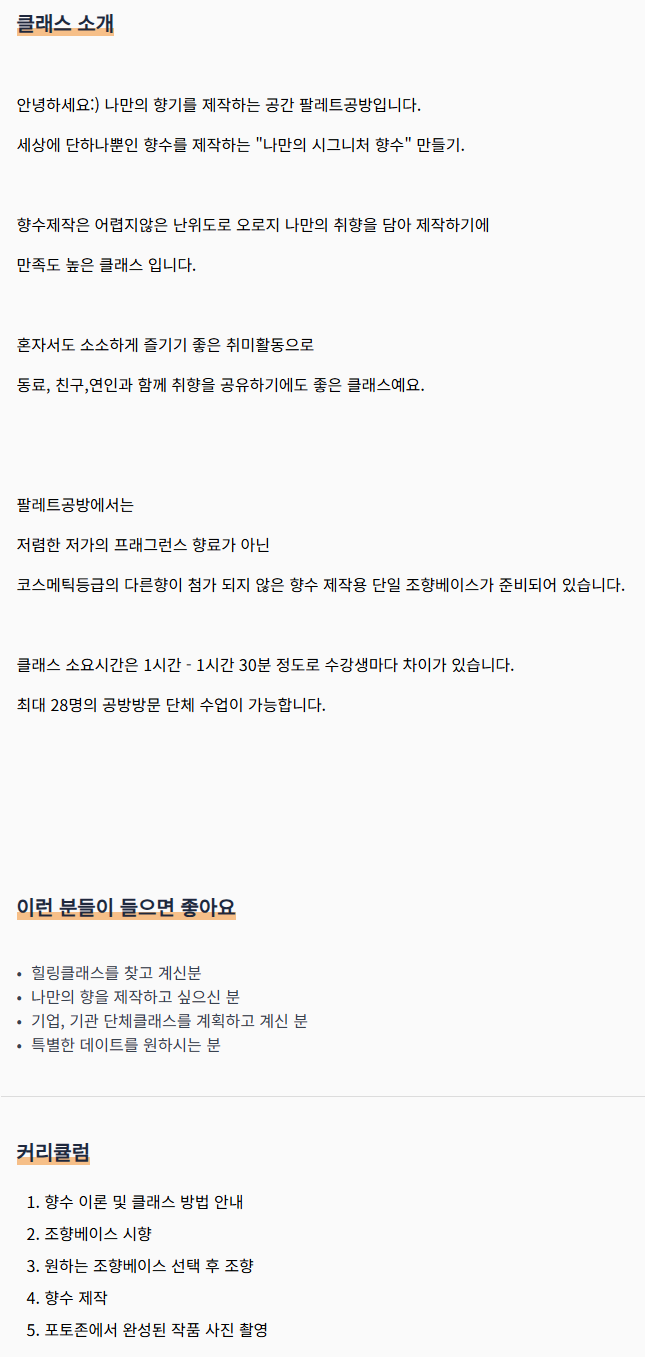 클래스 소개
안녕하세요:) 나만의 향기를 제작하는 공간 팔레트공방입니다.
세상에 단하나뿐인 향수를 제작하는 "나만의 시그니처 향수" 만들기.
향수제작은 어렵지않은 난위도로 오로지 나만의 취향을 담아 제작하기에
만족도 높은 클래스 입니다.
혼자서도 소소하게 즐기기 좋은 취미활동으로
동료, 친구,연인과 함께 취향을 공유하기에도 좋은 클래스예요.
팔레트공방에서는
저렴한 저가의 프래그런스 향료가 아닌
코스메틱등급의 다른향이 첨가 되지 않은 향수 제작용 단일 조향베이스가 준비되어 있습니다.
클래스 소요시간은 1시간 - 1시간 30분 정도로 수강생마다 차이가 있습니다.
최대 28명의 공방방문 단체 수업이 가능합니다.
이런 분들이 들으면 좋아요
• 힐링클래스를 찾고 계신분
• 나만의 향을 제작하고 싶으신 분
• 기업, 기관 단체클래스를 계획하고 계신 분
• 특별한 데이트를 원하시는 분
커리큘럼
1. 향수 이론 및 클래스 방법 안내
2. 조향베이스 시향
3. 원하는 조향베이스 선택 후 조향
4. 향수 제작
5. 포토존에서 완성된 작품 사진 촬영